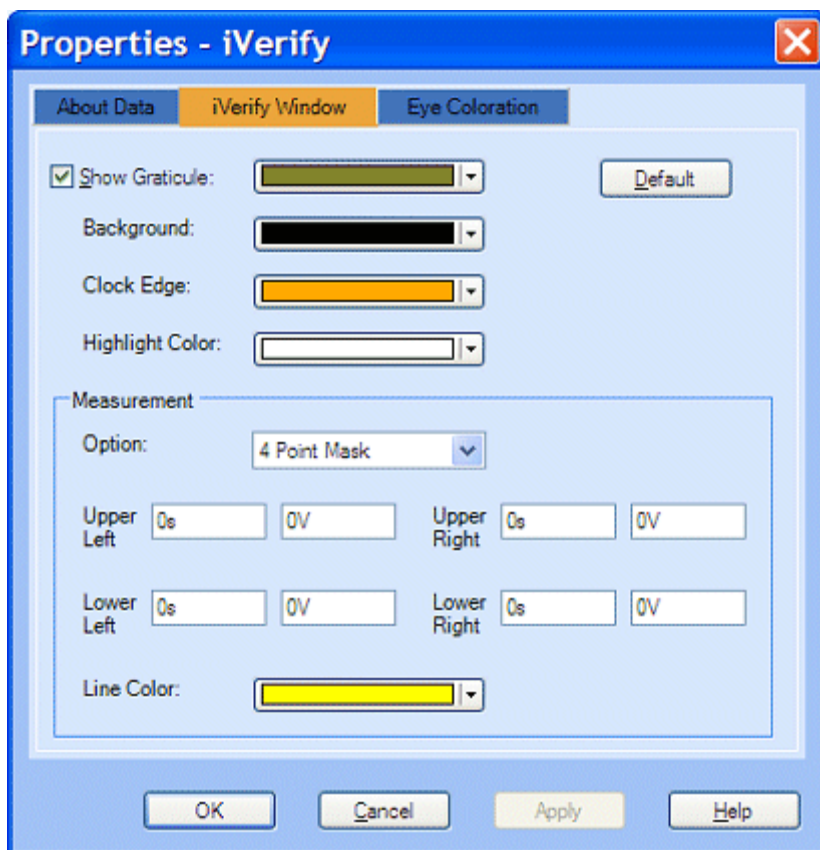 Properties - iVerify
About Data iVerify Window Eye Coloration
Show Graticule: Default
Background:
Clock Edge:
Highlight Color:
Measurement
Option: 4 Point Mask
Upper Left 0s 0V Upper Right 0s 0V
Lower Left 0s 0V Lower Right 0s 0V
Line Color:
OK Cancel Apply Help